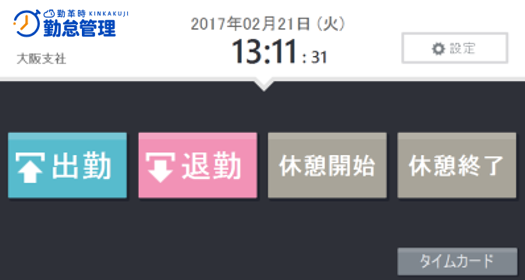 勤革時 KINKAKUJI
勤怠管理
大阪支社
2017年02月21日（火）
13:11:31
設定
出勤
退勤
休憩開始
休憩終了
タイムカード